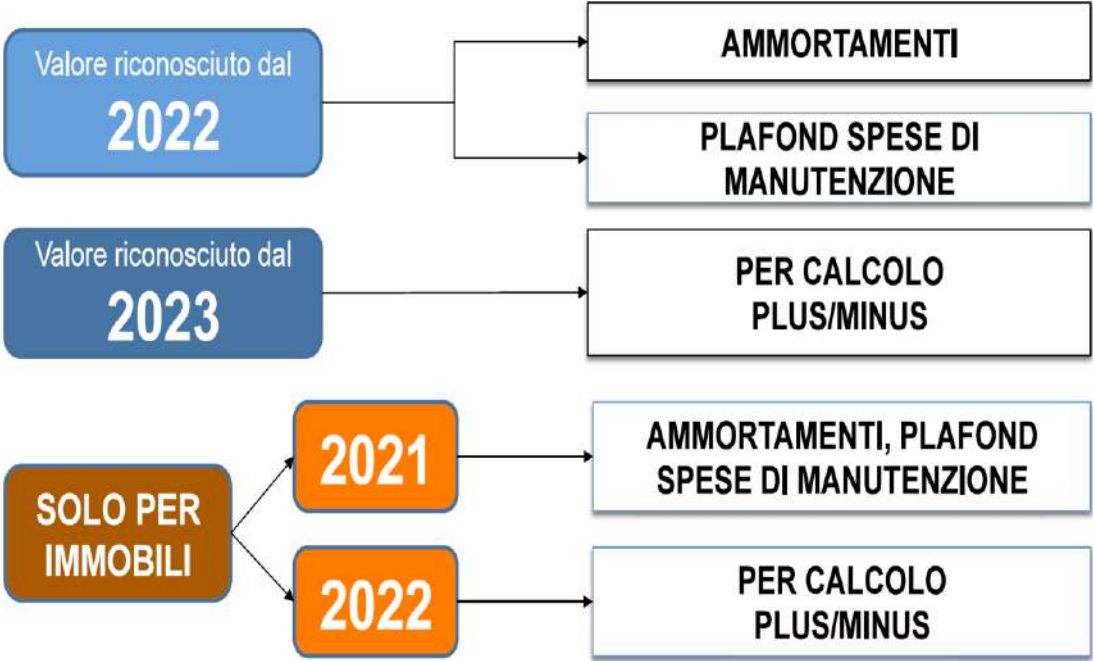 Valore riconosciuto dal
2022
AMMORTAMENTI
PLAFOND SPESE DI
MANUTENZIONE
Valore riconosciuto dal
2023
PER CALCOLO
PLUS/MINUS
SOLO PER
IMMOBILI
2021
AMMORTAMENTI, PLAFOND
SPESE DI MANUTENZIONE
2022
PER CALCOLO
PLUS/MINUS